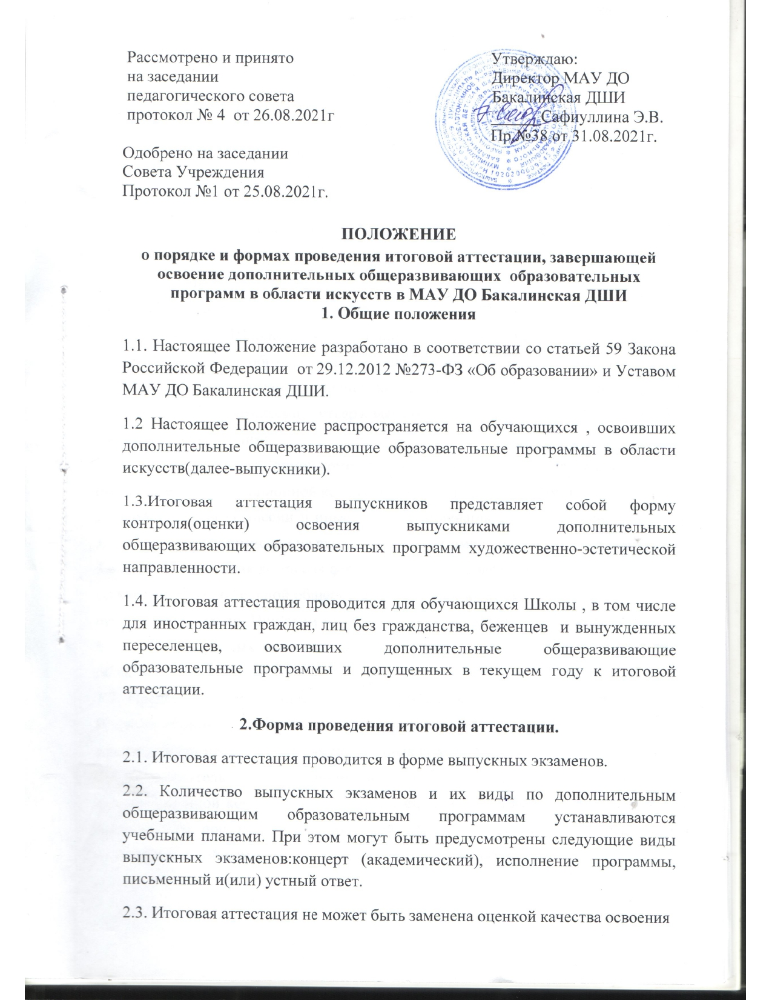 Рассмотрено и принято
на заседании
педагогического совета
протокол № 4 от 26.08.2021г
Утверждаю:
Директор МАУ ДО
Бакалинская ДШИ
Сафиуллина Э.В.
Пр.№38 от 31.08.2021г.
Одобрено на заседании
Совета Учреждения
Протокол №1 от 25.08.2021г.
ПОЛОЖЕНИЕ
о порядке и формах проведения итоговой аттестации, завершающей
освоение дополнительных общеразвивающих образовательных
программ в области искусств в МАУ ДО Бакалинская ДШИ
1. Общие положения
1.1. Настоящее Положение разработано в соответствии со статьей 59 Закона
Российской Федерации от 29.12.2012 №273-ФЗ «Об образовании» и Уставом
МАУ ДО Бакалинская ДШИ.
1.2 Настоящее Положение распространяется на обучающихся , освоивших
дополнительные общеразвивающие образовательные программы в области
искусств(далее-выпускники).
1.3.Итоговая аттестация выпускников представляет собой форму
контроля(оценки) освоения выпускниками дополнительных
общеразвивающих образовательных программ художественно-эстетической
направленности.
1.4. Итоговая аттестация проводится для обучающихся Школы , в том числе
для иностранных граждан, лиц без гражданства, беженцев и вынужденных
переселенцев, освоивших дополнительные общеразвивающие
образовательные программы и допущенных в текущем году к итоговой
аттестации.
2.Форма проведения итоговой аттестации.
2.1. Итоговая аттестация проводится в форме выпускных экзаменов.
2.2. Количество выпускных экзаменов и их виды по дополнительным
общеразвивающим образовательным программам устанавливаются
учебными планами. При этом могут быть предусмотрены следующие виды
выпускных экзаменов:концерт (академический), исполнение программы,
письменный и(или) устный ответ.
2.3. Итоговая аттестация не может быть заменена оценкой качества освоения